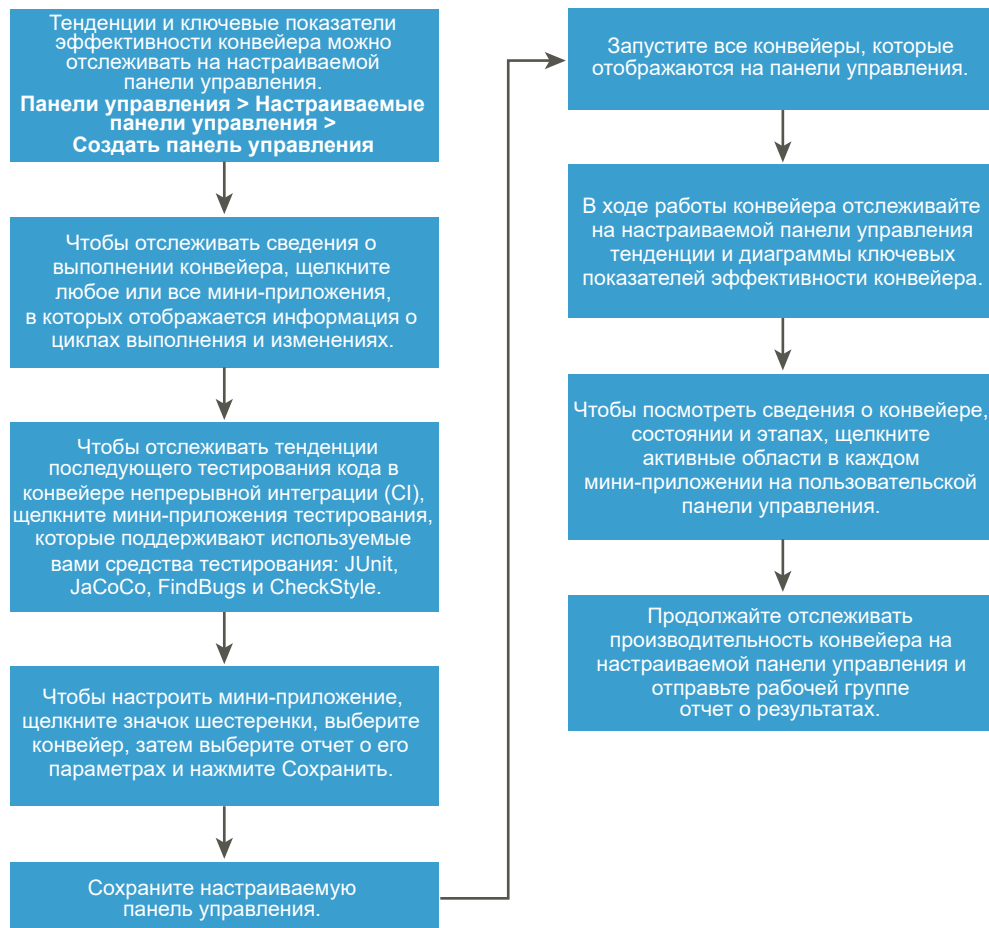 Тенденции и ключевые показатели
эффективности конвейера можно
отслеживать на настраиваемой
панели управления.
Панели управления > Настраиваемые
панели управления >
Создать панель управления
Чтобы отслеживать сведения о
выполнении конвейера, щелкните
любое или все мини-приложения,
в которых отображается информация о
циклах выполнения и изменениях.
Чтобы отслеживать тенденции
последующего тестирования кода в
конвейере непрерывной интеграции (CI),
щелкните мини-приложения тестирования,
которые поддерживают используемые
вами средства тестирования: JUnit,
JaCoCo, FindBugs и CheckStyle.
Чтобы настроить мини-приложение,
щелкните значок шестеренки, выберите
конвейер, затем выберите отчет о его
параметрах и нажмите Сохранить.
Сохраните настраиваемую
панель управления.
Запустите все конвейеры, которые
отображаются на панели управления.
В ходе работы конвейера отслеживайте
на настраиваемой панели управления
тенденции и диаграммы ключевых
показателей эффективности конвейера.
Чтобы посмотреть сведения о конвейере,
состоянии и этапах, щелкните
активные области в каждом
мини-приложении на пользовательской
панели управления.
Продолжайте отслеживать
производительность конвейера на
настраиваемой панели управления и
отправьте рабочей группе
отчет о результатах.